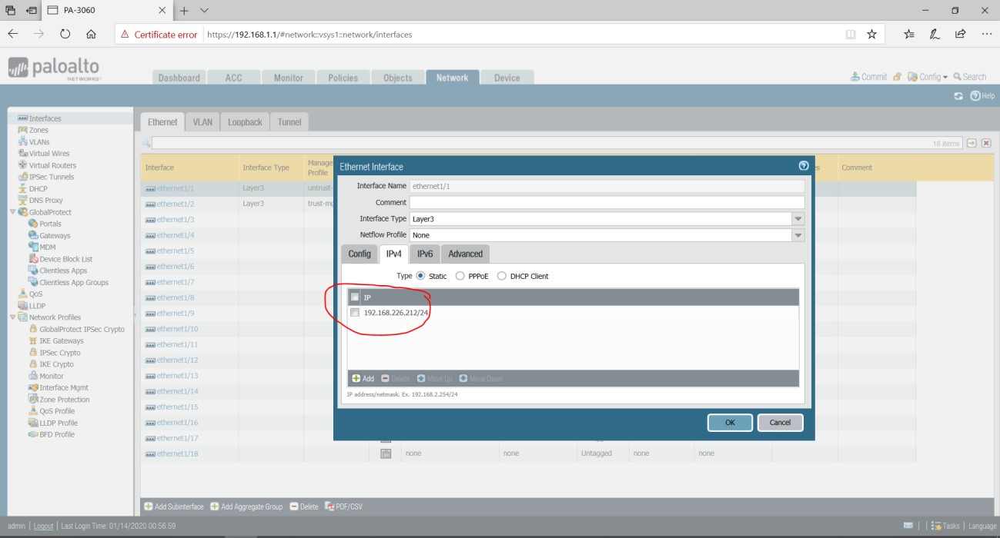 PA-3060
Certificate error https://192.168.1.1/#network::vsys1::network/interfaces
paloalto
NETWORKS
Dashboard ACC Monitor Policies Objects Network Device
Commit Config Search
Help
Interfaces
Zones
VLANs
Virtual Wires
Virtual Routers
IPSec Tunnels
DHCP
DNS Proxy
GlobalProtect
Portals
Gateways
MDM
Device Block List
Clientless Apps
Clientless App Groups
QoS
LLDP
Network Profiles
GlobalProtect IPSec Crypto
IKE Gateways
IPSec Crypto
IKE Crypto
Monitor
Interface Mgmt
Zone Protection
QoS Profile
LLDP Profile
BFD Profile
Ethernet VLAN Loopback Tunnel
18 items
Interface Interface Type Manage Profile Comment
ethernet1/1 Layer3 untrust-
ethernet1/2 Layer3 trust-mg
ethernet1/3
ethernet1/4
ethernet1/5
ethernet1/6
ethernet1/7
ethernet1/8
ethernet1/9
ethernet1/10
ethernet1/11
ethernet1/12
ethernet1/13
ethernet1/14
ethernet1/15
ethernet1/16
ethernet1/17
ethernet1/18 none none Untagged none none
Ethernet Interface
Interface Name ethernet1/1
Comment
Interface Type Layer3
Netflow Profile None
Config IPv4 IPv6 Advanced
Type Static PPPoE DHCP Client
IP
192.168.226.212/24
Add Delete Move Up Move Down
IP address/netmask. Ex. 192.168.2.254/24
OK Cancel
Add Subinterface Add Aggregate Group Delete PDF/CSV
admin | Logout | Last Login Time: 01/14/2020 00:56:59
Tasks | Language